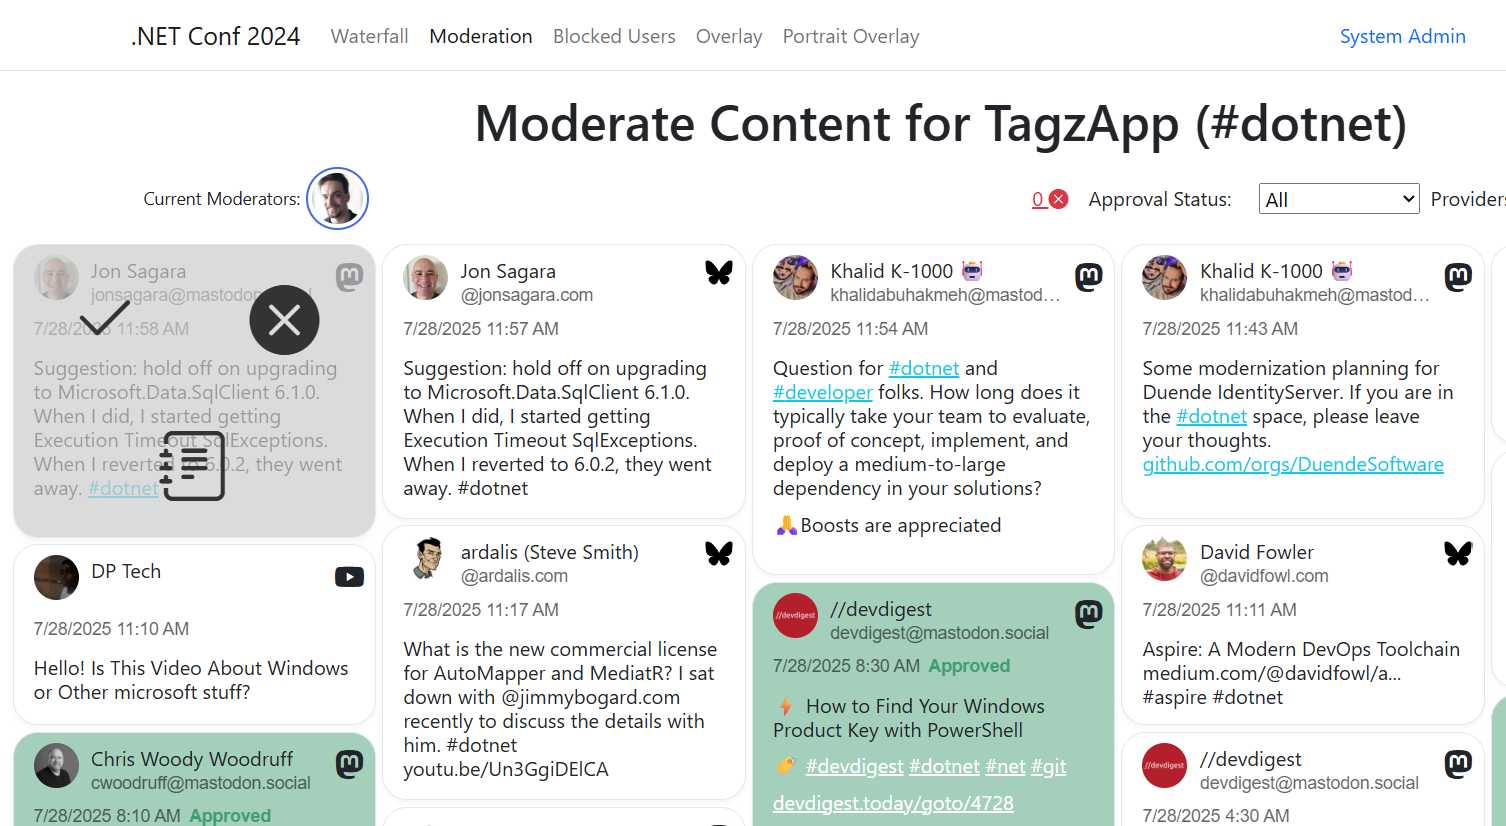 .NET Conf 2024 Waterfall Moderation Blocked Users Overlay Portrait Overlay System Admin
Moderate Content for TagzApp (#dotnet)
Current Moderators:
0 Approval Status: All Providers
Jon Sagara
7/28/2025 11:58 AM
Suggestion: hold off on upgrading
to Microsoft.Data.SqlClient 6.1.0.
When I did, I started getting
Execution Timeout SqlExceptions.
When I reverted to 6.0.2, they went
away. #dotnet
DP Tech
7/28/2025 11:10 AM
Hello! Is This Video About Windows
or Other microsoft stuff?
Chris Woody Woodruff
cwoodruff@mastodon.social
7/28/2025 8:10 AM Approved
Jon Sagara
@jonsagara.com
7/28/2025 11:57 AM
Suggestion: hold off on upgrading
to Microsoft.Data.SqlClient 6.1.0.
When I did, I started getting
Execution Timeout SqlExceptions.
When I reverted to 6.0.2, they went
away. #dotnet
ardalis (Steve Smith)
@ardalis.com
7/28/2025 11:17 AM
What is the new commercial license
for AutoMapper and MediatR? I sat
down with @jimmybogard.com
recently to discuss the details with
him. #dotnet
youtu.be/Un3GgiDElCA
Khalid K-1000 🤖
khalidabuhakmeh@mastod...
7/28/2025 11:54 AM
Question for #dotnet and
#developer folks. How long does it
typically take your team to evaluate,
proof of concept, implement, and
deploy a medium-to-large
dependency in your solutions?
🙏Boosts are appreciated
//devdigest
//devdigest
devdigest@mastodon.social
7/28/2025 8:30 AM Approved
⚡ How to Find Your Windows
Product Key with PowerShell
🏷️ #devdigest #dotnet #net #git
devdigest.today/goto/4728
Khalid K-1000 🤖
khalidabuhakmeh@mastod...
7/28/2025 11:43 AM
Some modernization planning for
Duende IdentityServer. If you are in
the #dotnet space, please leave
your thoughts.
github.com/orgs/DuendeSoftware
David Fowler
@davidfowl.com
7/28/2025 11:11 AM
Aspire: A Modern DevOps Toolchain
medium.com/@davidfowl/a...
#aspire #dotnet
//devdigest
//devdigest
devdigest@mastodon.social
7/28/2025 4:30 AM